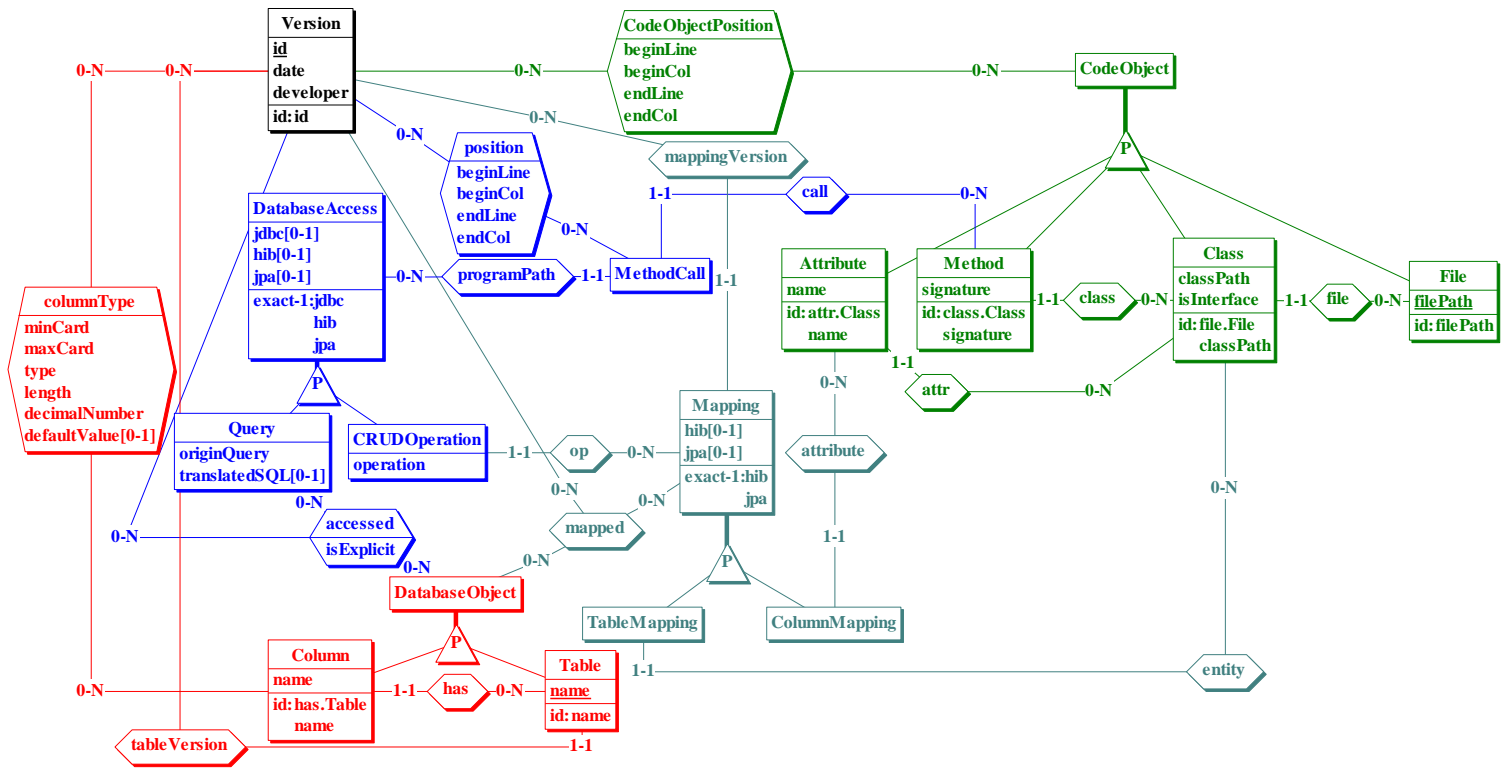 Version
id
date
developer
id: id
CodeObjectPosition
beginLine
beginCol
endLine
endCol
CodeObject
P
0-N
0-N
0-N
0-N
0-N
0-N
position
beginLine
beginCol
endLine
endCol
mappingVersion
call
1-1
0-N
DatabaseAccess
jdbc[0-1]
hib[0-1]
jpa[0-1]
exact-1:jdbc
hib
jpa
P
0-N
programPath
1-1
0-N
MethodCall
1-1
Attribute
name
id: attr.Class
name
Method
signature
id: class.Class
signature
1-1
class
0-N
Class
classPath
isInterface
id: file.File
classPath
1-1
file
0-N
File
filePath
id: filePath
1-1
attr
0-N
columnType
minCard
maxCard
type
length
decimalNumber
defaultValue[0-1]
Query
originQuery
translatedSQL[0-1]
CRUDOperation
operation
1-1
op
0-N
Mapping
hib[0-1]
jpa[0-1]
exact-1:hib
jpa
P
0-N
attribute
1-1
0-N
0-N
0-N
mapped
0-N
0-N
0-N
accessed
isExplicit
0-N
DatabaseObject
P
TableMapping
ColumnMapping
1-1
entity
Column
name
id: has.Table
name
0-N
1-1
has
0-N
Table
name
id: name
tableVersion
1-1